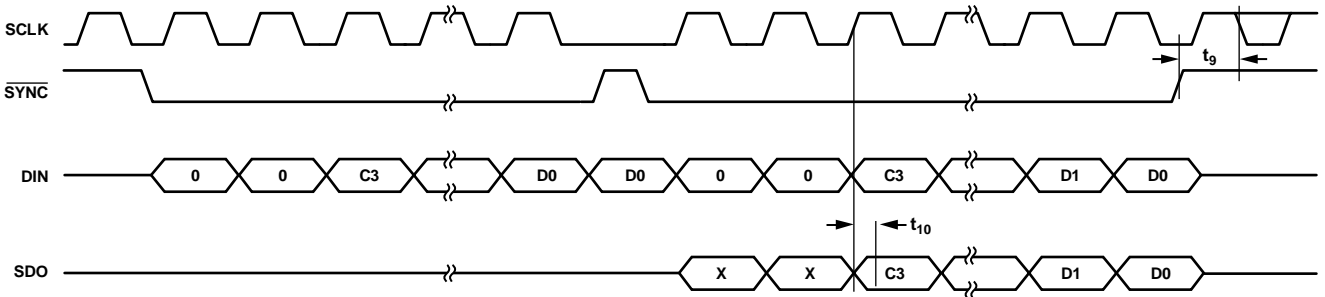 SCLK
t9
SYNC
DIN 0 0 C3 D0 D0 0 0 C3 D1 D0
t10
SDO X X C3 D1 D0